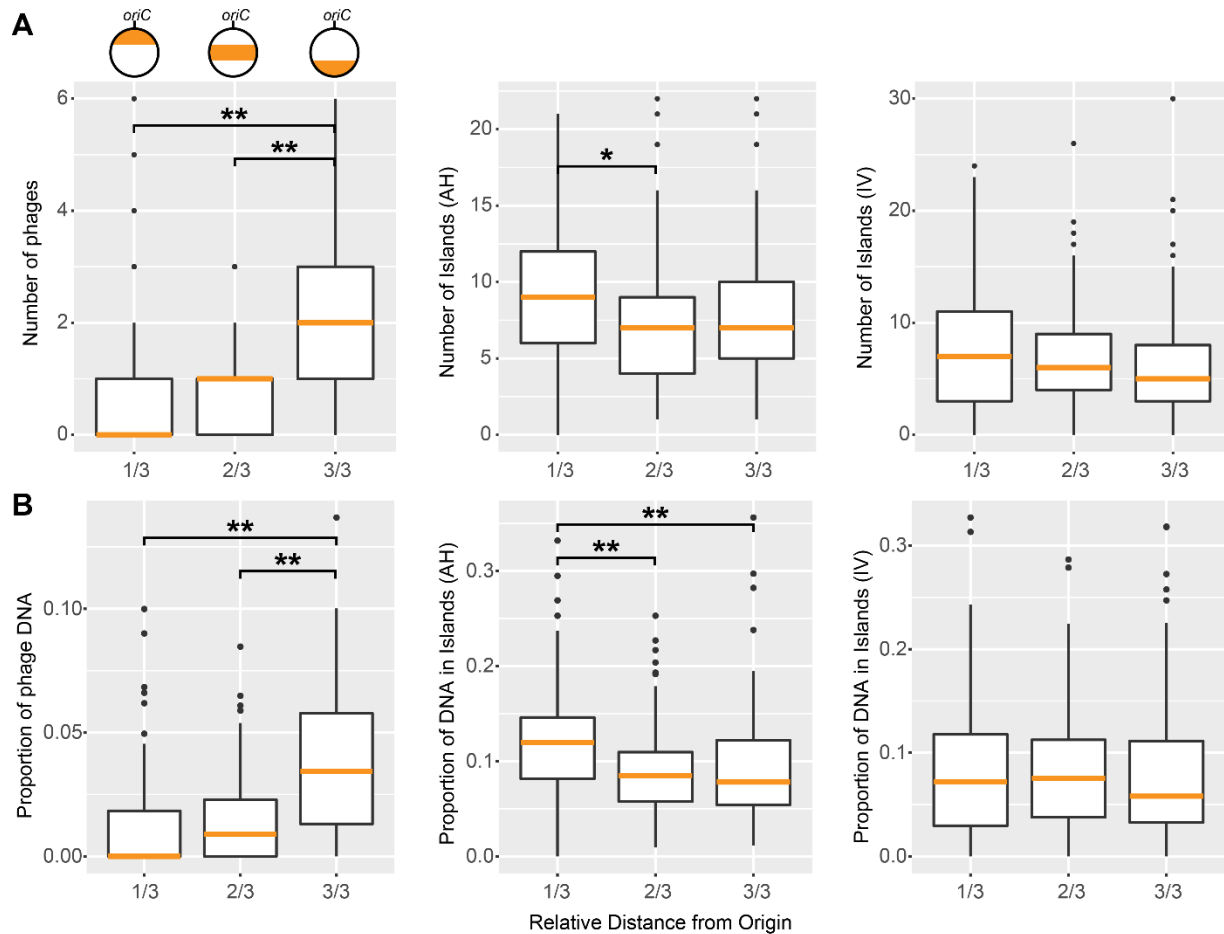 A
oriC oriC oriC
Number of phages
6
4
2
0
**
**
1/3 2/3 3/3
Number of Islands (AH)
20
15
10
5
0
*
1/3 2/3 3/3
Number of Islands (IV)
30
20
10
0
1/3 2/3 3/3
B
Proportion of phage DNA
0.10
0.05
0.00
**
**
1/3 2/3 3/3
Proportion of DNA in Islands (AH)
0.3
0.2
0.1
0.0
**
**
1/3 2/3 3/3
Proportion of DNA in Islands (IV)
0.3
0.2
0.1
0.0
1/3 2/3 3/3
Relative Distance from Origin